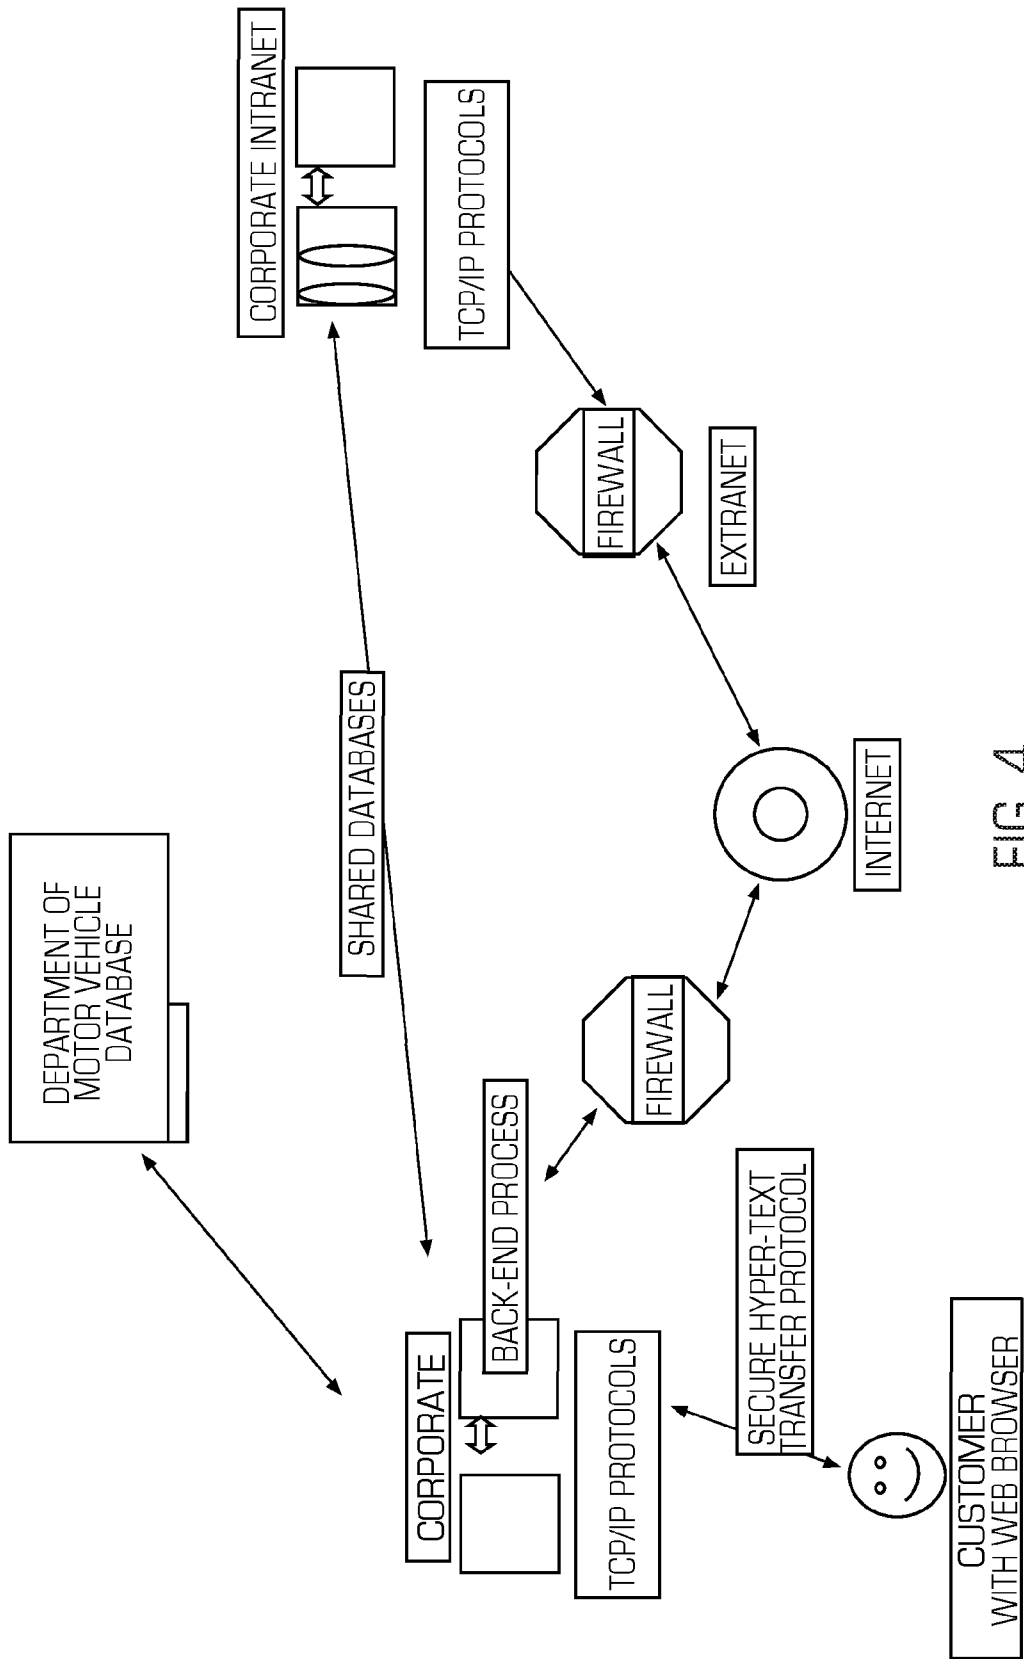 DEPARTMENT OF
MOTOR VEHICLE
DATABASE
CORPORATE INTRANET
SHARED DATABASES
TCP/IP PROTOCOLS
CORPORATE
BACK-END PROCESS
FIREWALL
FIREWALL
TCP/IP PROTOCOLS
EXTRANET
SECURE HYPER-TEXT
TRANSFER PROTOCOL
INTERNET
CUSTOMER
WITH WEB BROWSER
FIG. 4